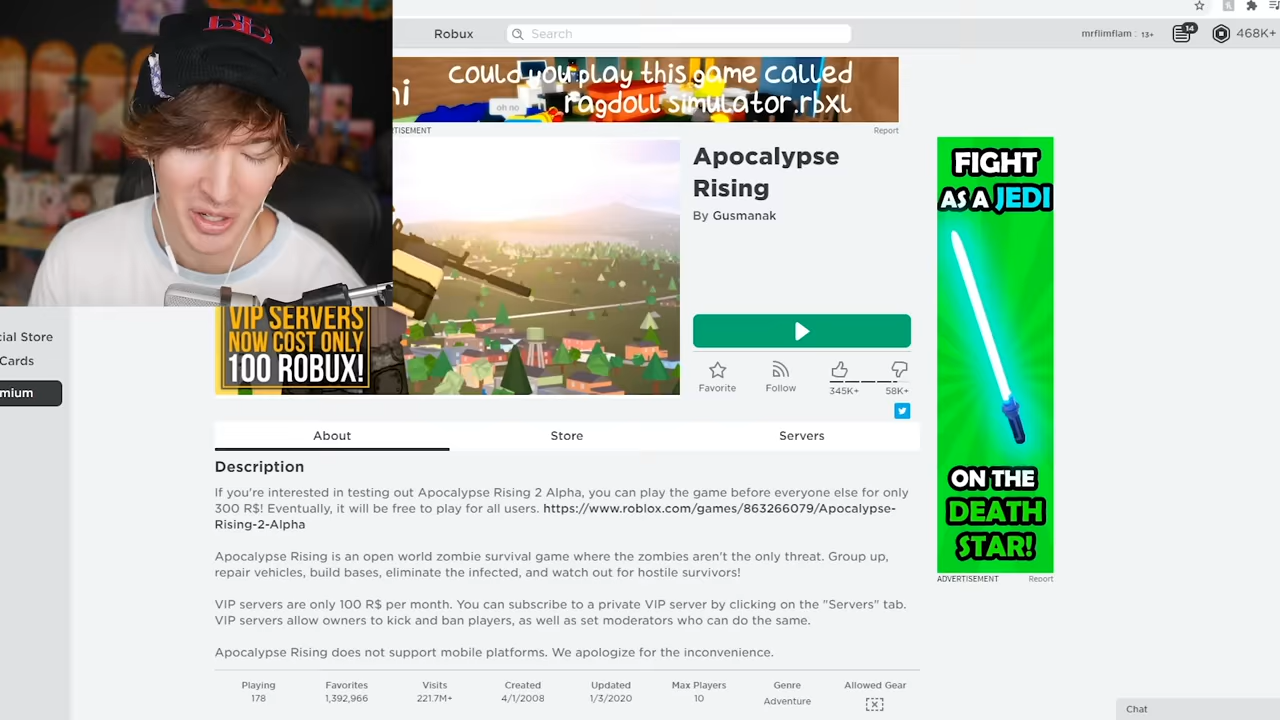 Robux
Search
mrflimflam : 13+
14
468K+
could you play this game called
ragdoll simulator.rbxl
oh no
Report
Apocalypse
Rising
By Gusmanak
VIP SERVERS
NOW COST ONLY
100 ROBUX!
Favorite
Follow
345K+
58K+
About
Store
Servers
Description
If you're interested in testing out Apocalypse Rising 2 Alpha, you can play the game before everyone else for only
300 R$! Eventually, it will be free to play for all users. https://www.roblox.com/games/863266079/Apocalypse-
Rising-2-Alpha
Apocalypse Rising is an open world zombie survival game where the zombies aren't the only threat. Group up,
repair vehicles, build bases, eliminate the infected, and watch out for hostile survivors!
VIP servers are only 100 R$ per month. You can subscribe to a private VIP server by clicking on the "Servers" tab.
VIP servers allow owners to kick and ban players, as well as set moderators who can do the same.
Apocalypse Rising does not support mobile platforms. We apologize for the inconvenience.
Playing Favorites Visits Created Updated Max Players Genre Allowed Gear
178 1,392,966 221.7M+ 4/1/2008 1/3/2020 10 Adventure
FIGHT
AS A JEDI
ON THE
DEATH
STAR!
ADVERTISEMENT Report
Store
Cards
Chat